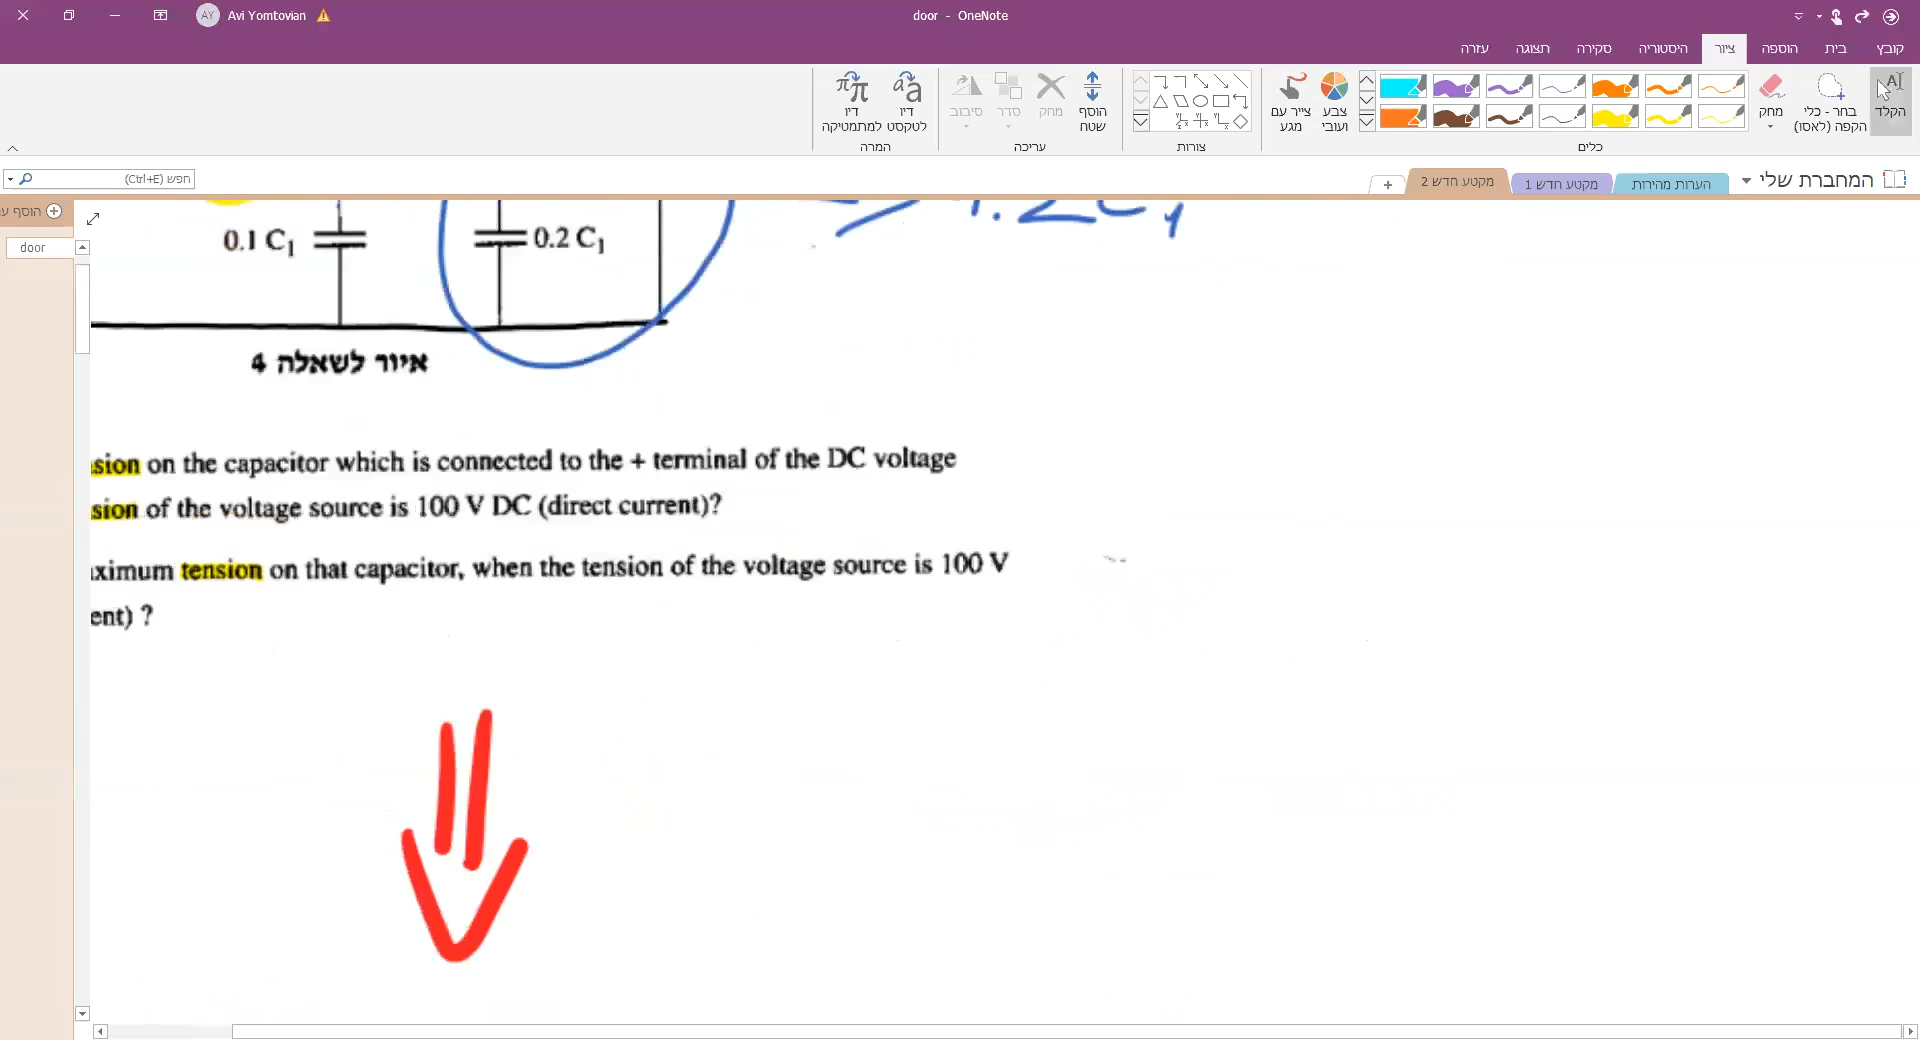 AY Avi Yomtovian
door - OneNote
קובץ בית הוספה ציור היסטוריה סקירה תצוגה עזרה
הקלד
בחר - כלי הקפה (לאסו)
מחק
כלים
צבע ועובי
צייר עם מגע
צורות
הוסף שטח
מחק
סדר
סיבוב
עריכה
דיו לטקסט
דיו למתמטיקה
המרה
המחברת שלי
הערות מהירות
מקטע חדש 1
מקטע חדש 2
+
חפש (Ctrl+E)
הוסף ע
door
1.2C1
0.1 C1
0.2 C1
איור לשאלה 4
sion on the capacitor which is connected to the + terminal of the DC voltage
sion of the voltage source is 100 V DC (direct current)?
ximum tension on that capacitor, when the tension of the voltage source is 100 V
ent) ?